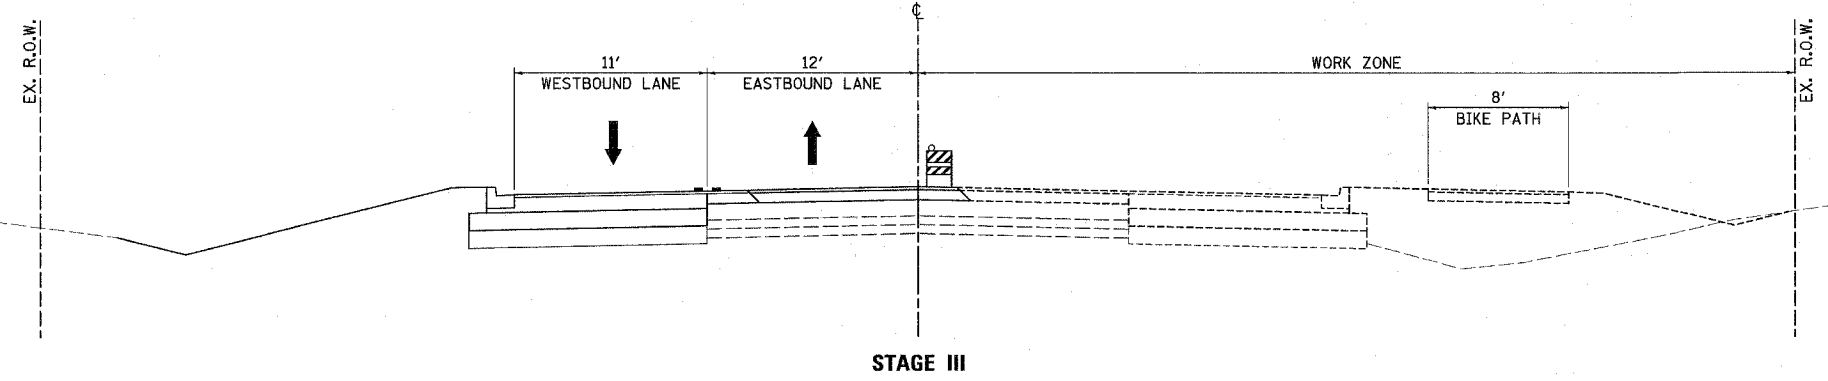 ℄
EX. R.O.W.
11'
WESTBOUND LANE
12'
EASTBOUND LANE
WORK ZONE
8'
BIKE PATH
EX. R.O.W.
STAGE III